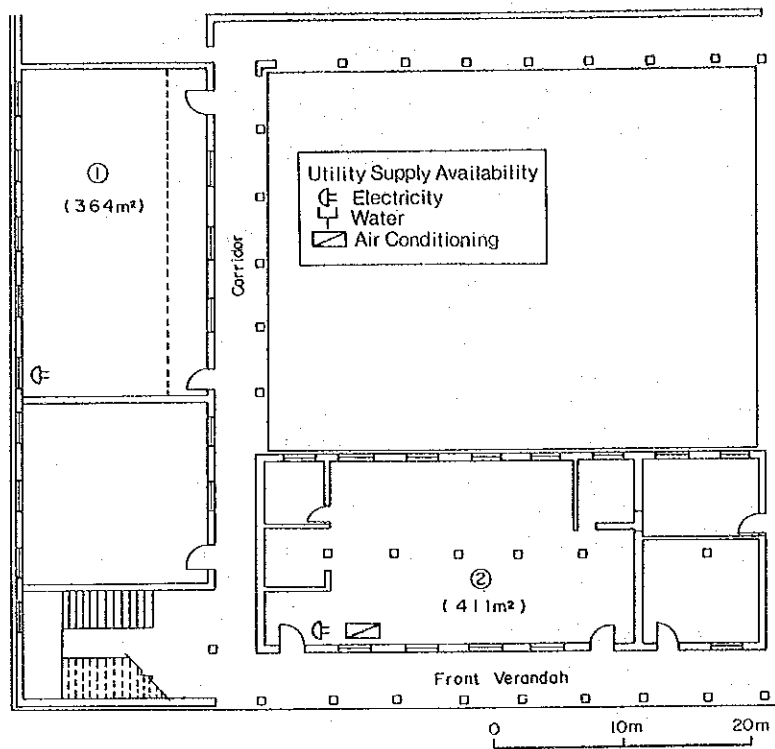 ①
(364m²)
Utility Supply Availability
Electricity
Water
Air Conditioning
Corridor
②
(411m²)
Front Verandah
0 10m 20m